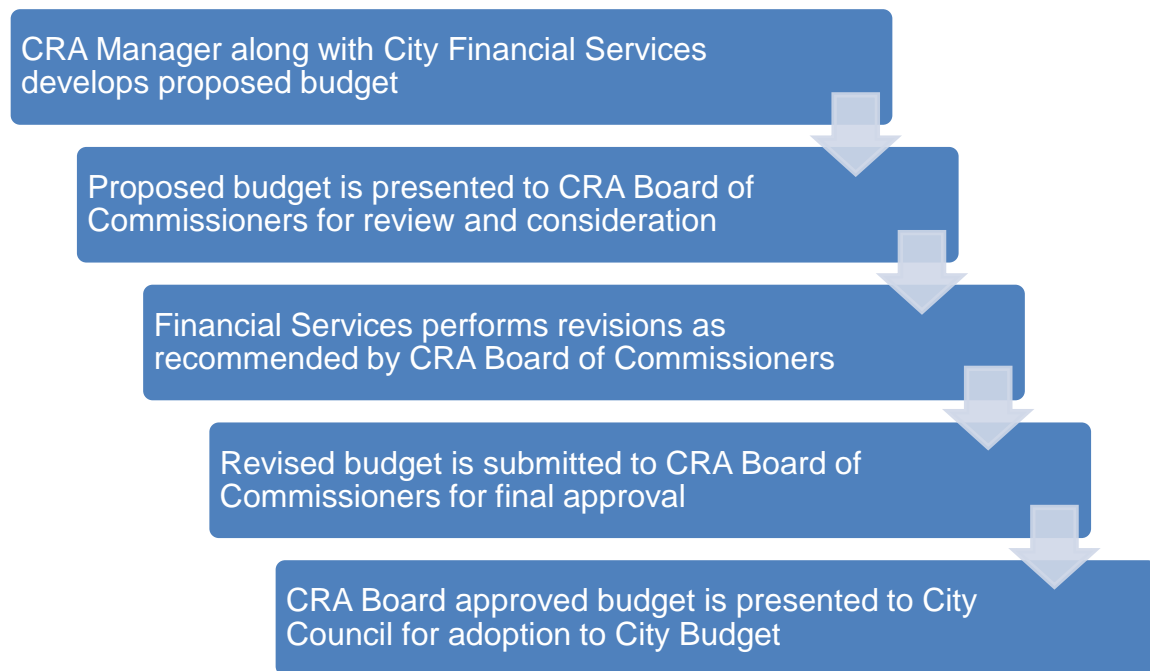 CRA Manager along with City Financial Services
develops proposed budget
Proposed budget is presented to CRA Board of
Commissioners for review and consideration
Financial Services performs revisions as
recommended by CRA Board of Commissioners
Revised budget is submitted to CRA Board of
Commissioners for final approval
CRA Board approved budget is presented to City
Council for adoption to City Budget